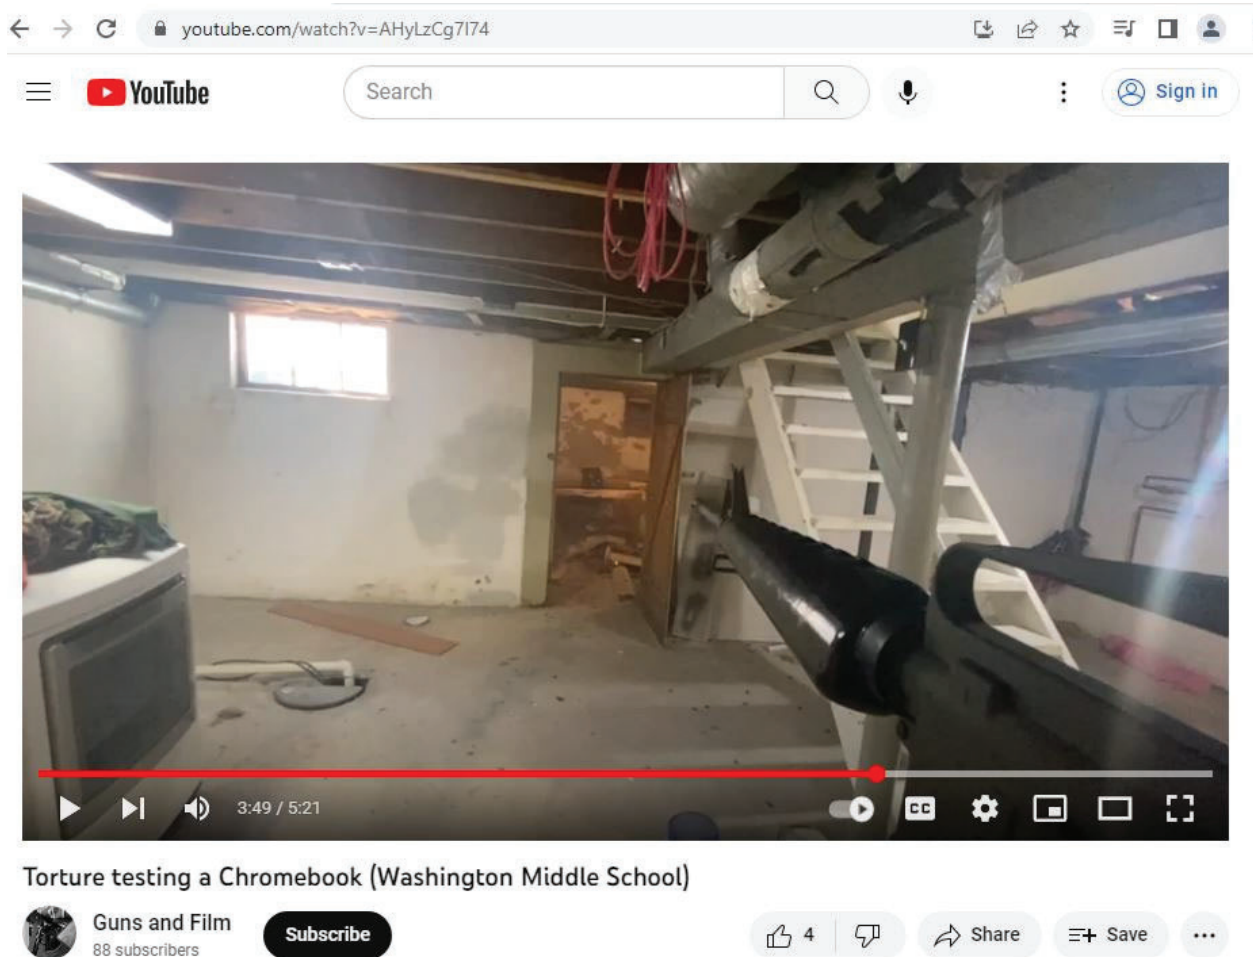 youtube.com/watch?v=AHyLzCg7I74
YouTube
Search
Sign in
3:49 / 5:21
CC
Torture testing a Chromebook (Washington Middle School)
Guns and Film
88 subscribers
Subscribe
4
Share
Save